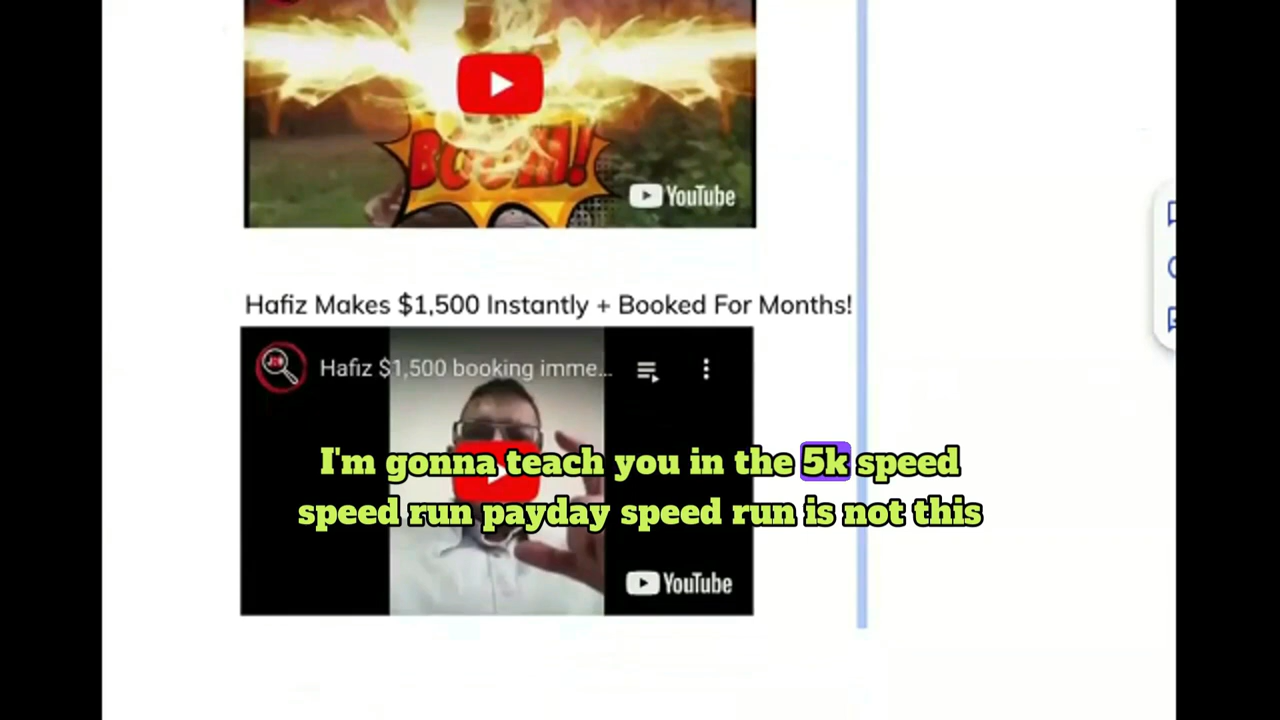 BOOM!
YouTube
Hafiz Makes $1,500 Instantly + Booked For Months!
Hafiz $1,500 booking imme...
I'm gonna teach you in the 5k speed
speed run payday speed run is not this
YouTube